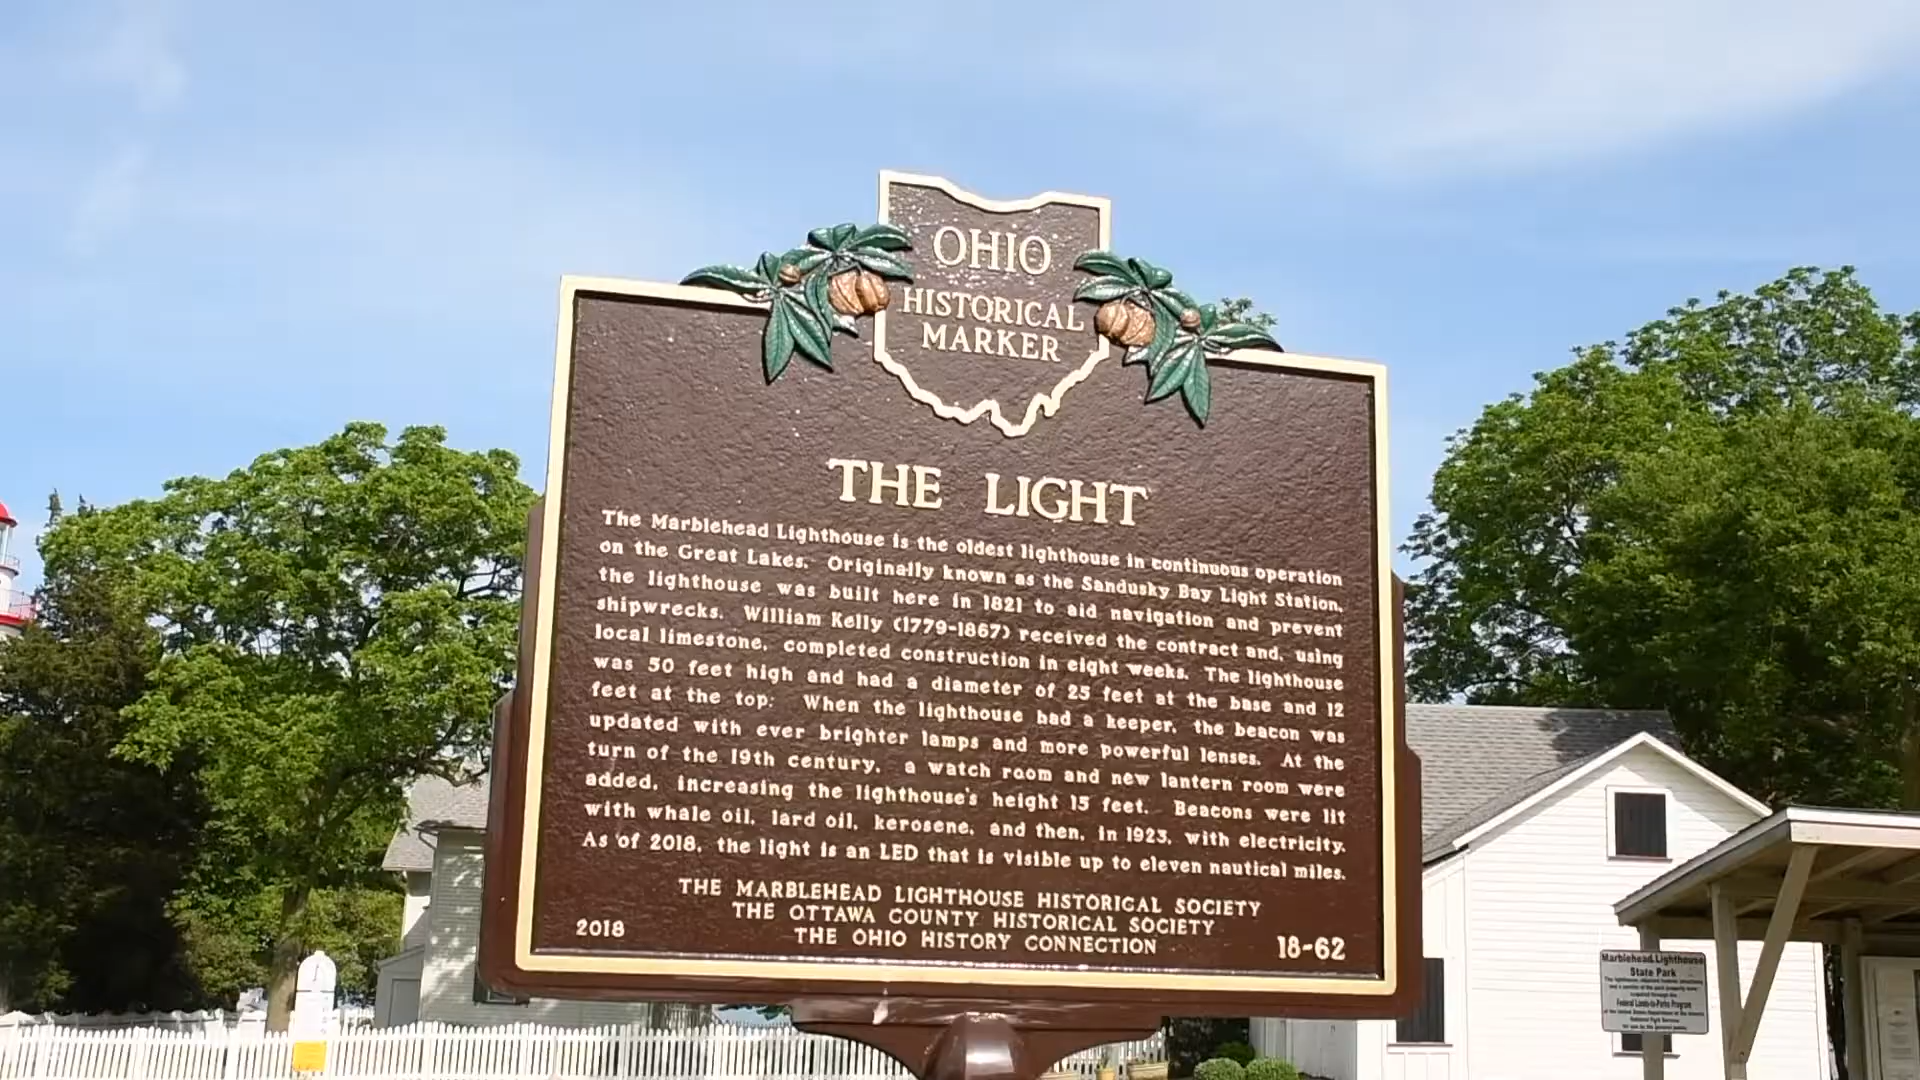 OHIO
HISTORICAL
MARKER
THE LIGHT
The Marblehead Lighthouse is the oldest lighthouse in continuous operation
on the Great Lakes. Originally known as the Sandusky Bay Light Station,
the lighthouse was built here in 1821 to aid navigation and prevent
shipwrecks. William Kelly (1779-1867) received the contract and, using
local limestone, completed construction in eight weeks. The lighthouse
was 50 feet high and had a diameter of 25 feet at the base and 12
feet at the top. When the lighthouse had a keeper, the beacon was
updated with ever brighter lamps and more powerful lenses. At the
turn of the 19th century, a watch room and new lantern room were
added, increasing the lighthouse's height 15 feet. Beacons were lit
with whale oil, lard oil, kerosene, and then, in 1923, with electricity.
As of 2018, the light is an LED that is visible up to eleven nautical miles.
THE MARBLEHEAD LIGHTHOUSE HISTORICAL SOCIETY
THE OTTAWA COUNTY HISTORICAL SOCIETY
THE OHIO HISTORY CONNECTION
2018
18-62
Marblehead Lighthouse
State Park
Federal Lands-to-Parks Program